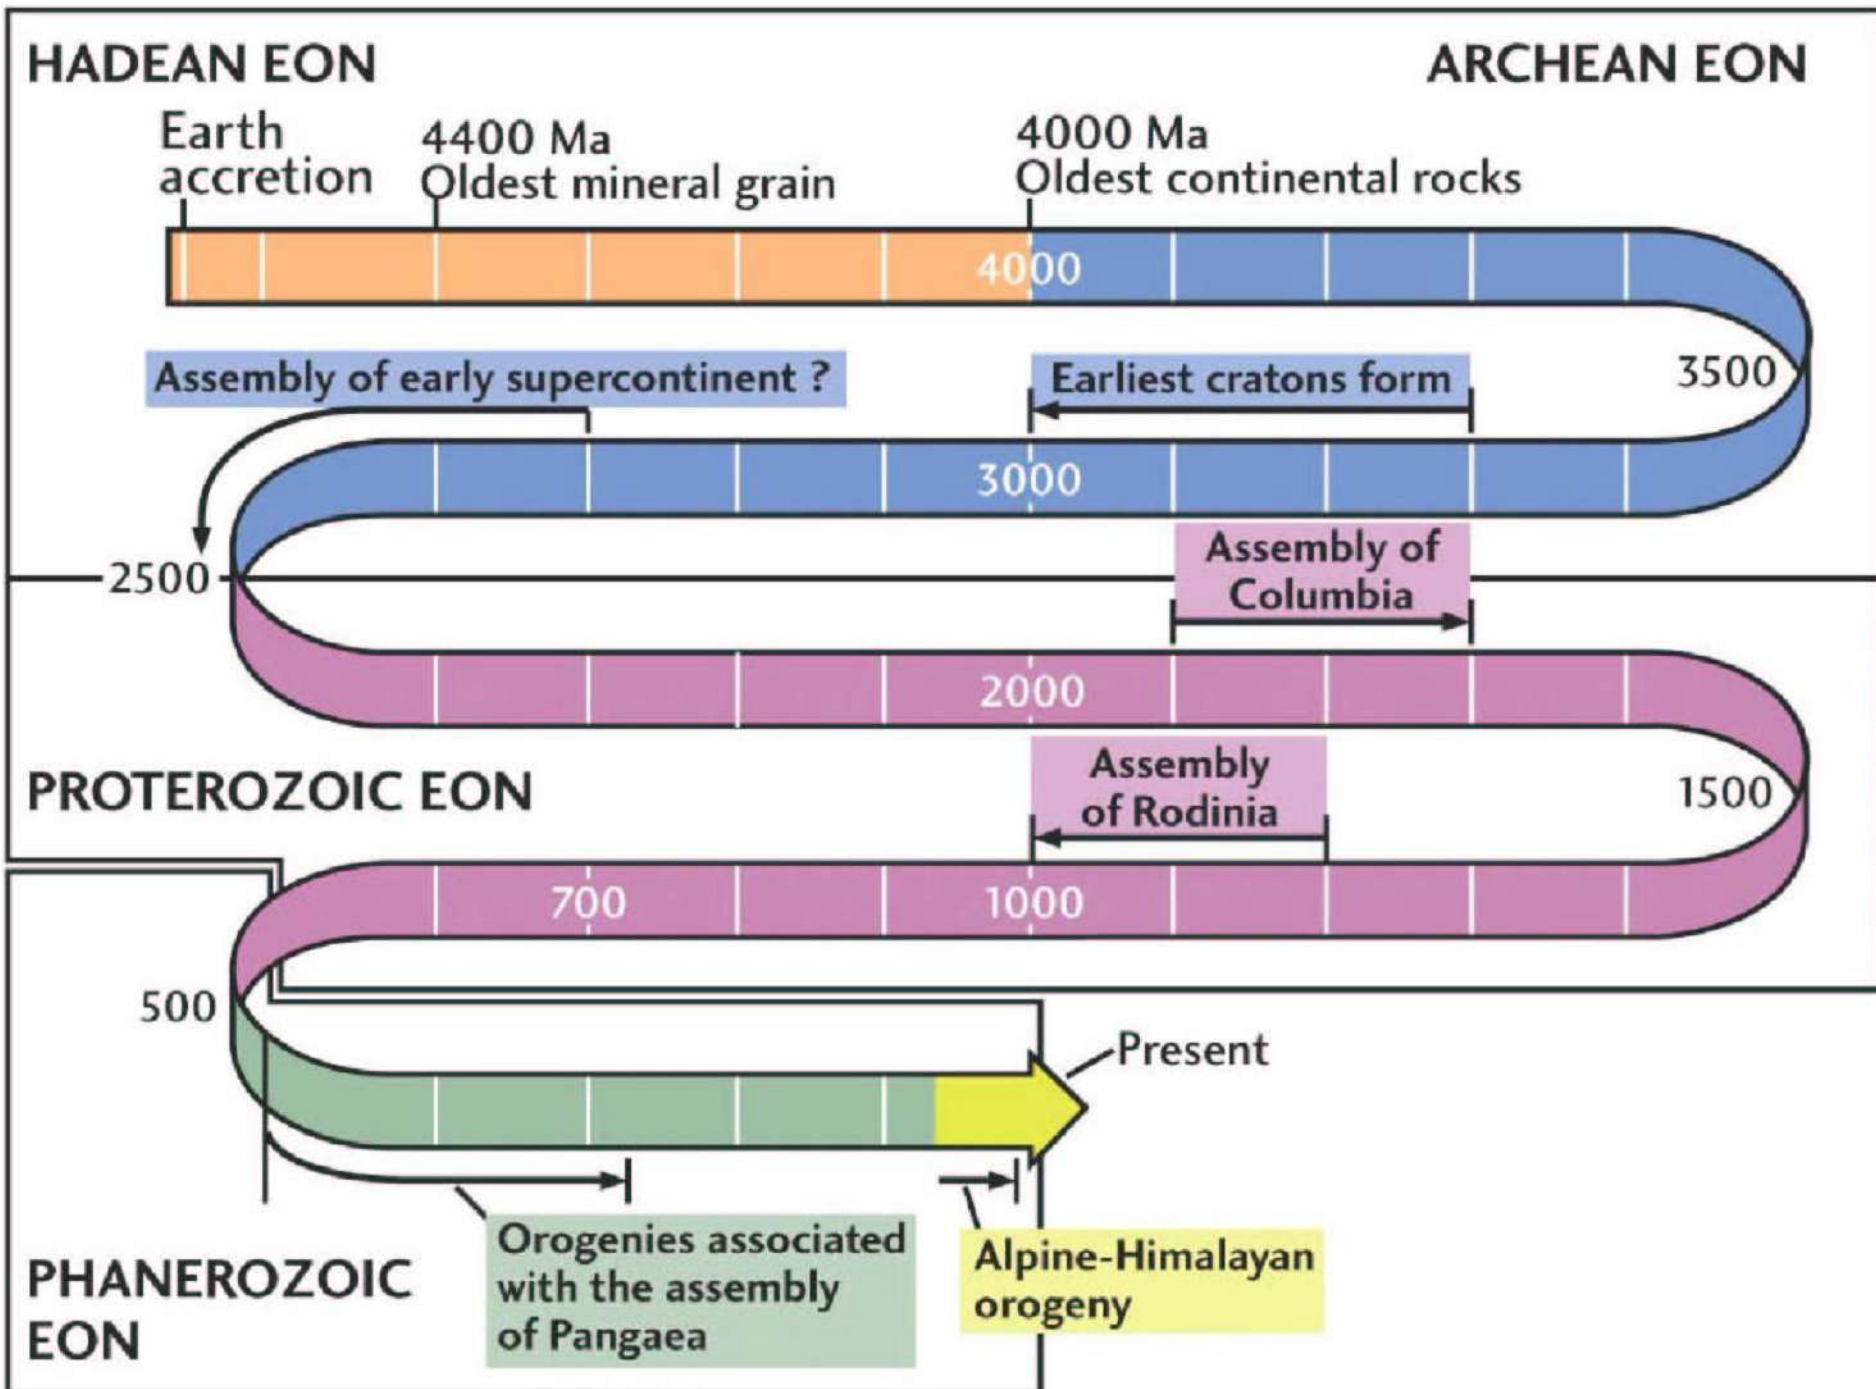 HADEAN EON
ARCHEAN EON
Earth
accretion
4400 Ma
Oldest mineral grain
4000 Ma
Oldest continental rocks
4000
Assembly of early supercontinent ?
Earliest cratons form
3500
3000
Assembly of
Columbia
2500
2000
PROTEROZOIC EON
Assembly
of Rodinia
1500
700
1000
500
Present
Orogenies associated
with the assembly
of Pangaea
Alpine-Himalayan
orogeny
PHANEROZOIC
EON